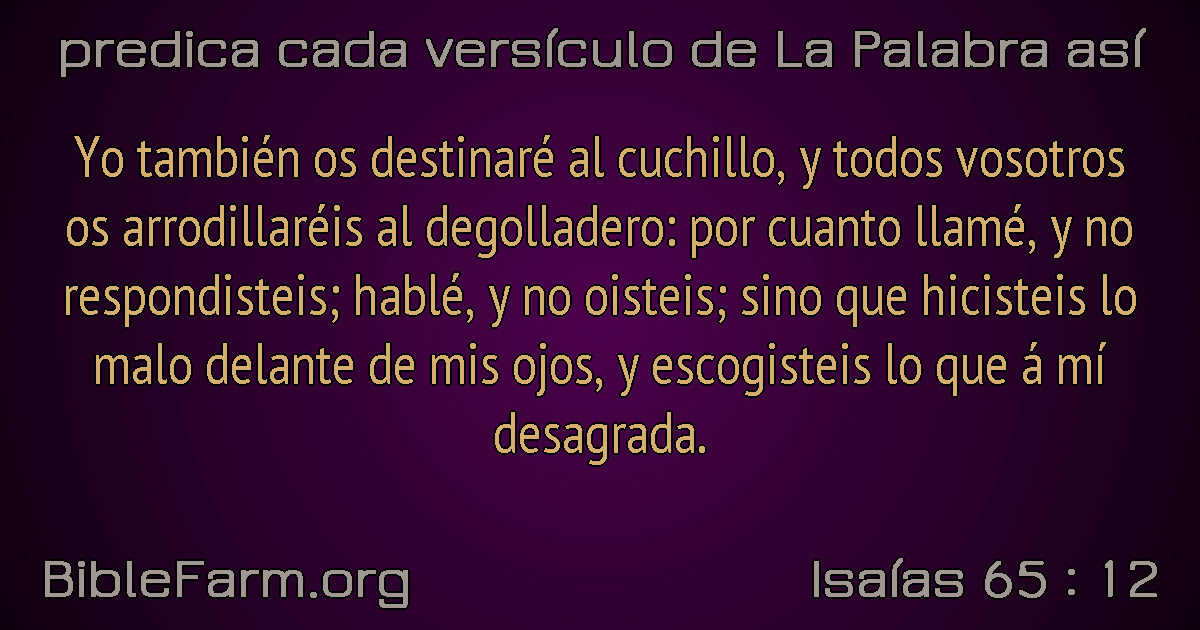 predica cada versículo de La Palabra así
Yo también os destinaré al cuchillo, y todos vosotros
os arrodillaréis al degolladero: por cuanto llamé, y no
respondisteis; hablé, y no oisteis; sino que hicisteis lo
malo delante de mis ojos, y escogisteis lo que á mí
desagrada.
BibleFarm.org
Isaías 65 : 12